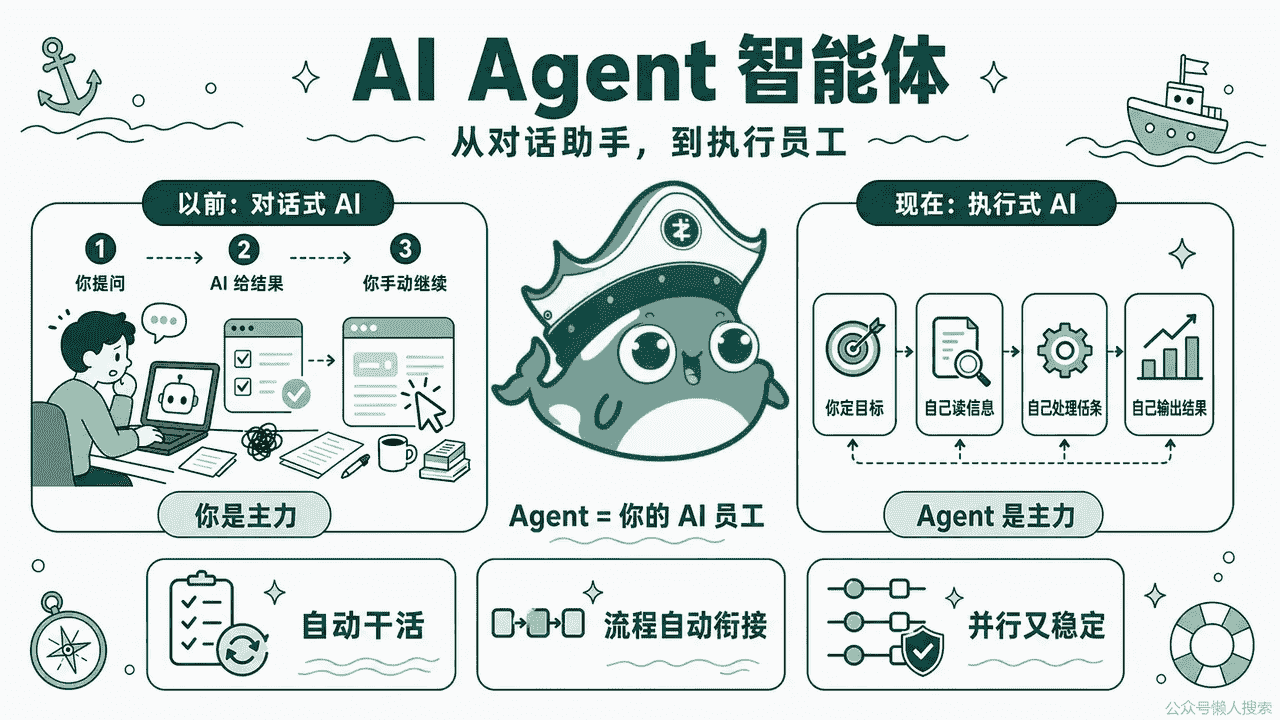 AI Agent 智能体
从对话助手，到执行员工
以前：对话式 AI
1
2
3
你提问
AI 给结果
你手动继续
你是主力
Agent = 你的 AI 员工
现在：执行式 AI
你定目标
自己读信息
自己处理
自己输出结果
Agent 是主力
自动干活
流程自动衔接
并行又稳定
公众号懒人搜索